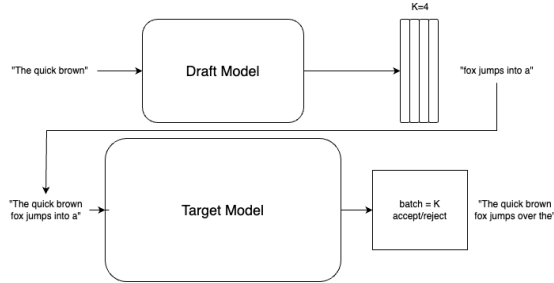 K=4
"The quick brown"
Draft Model
"fox jumps into a"
"The quick brown
fox jumps into a"
Target Model
batch = K
accept/reject
"The quick brown
fox jumps over the"